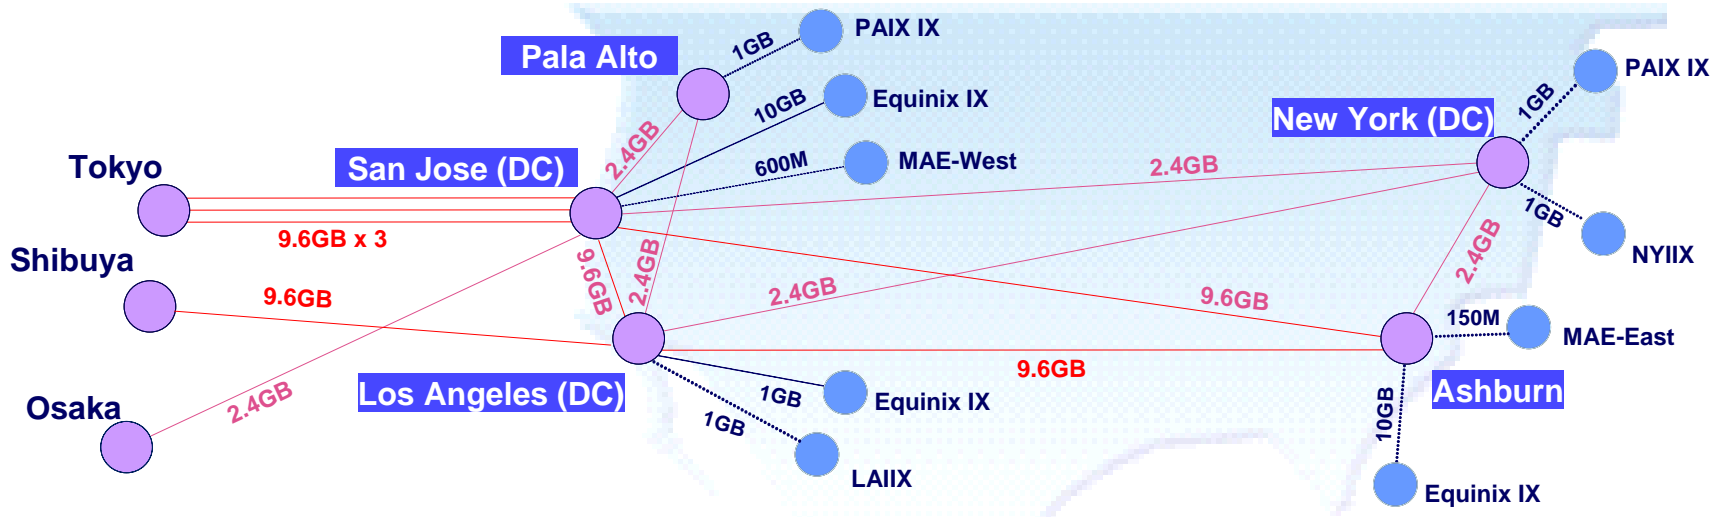 PAIX IX
1GB
Pala Alto
10GB
Equinix IX
PAIX IX
1GB
New York (DC)
2.4GB
Tokyo
San Jose (DC)
600M
MAE-West
2.4GB
1GB
9.6GB x 3
NYIIX
Shibuya
9.6GB
2.4GB
2.4GB
9.6GB
2.4GB
9.6GB
150M
MAE-East
9.6GB
Osaka
2.4GB
Los Angeles (DC)
1GB
Equinix IX
Ashburn
1GB
10GB
LAIIX
Equinix IX